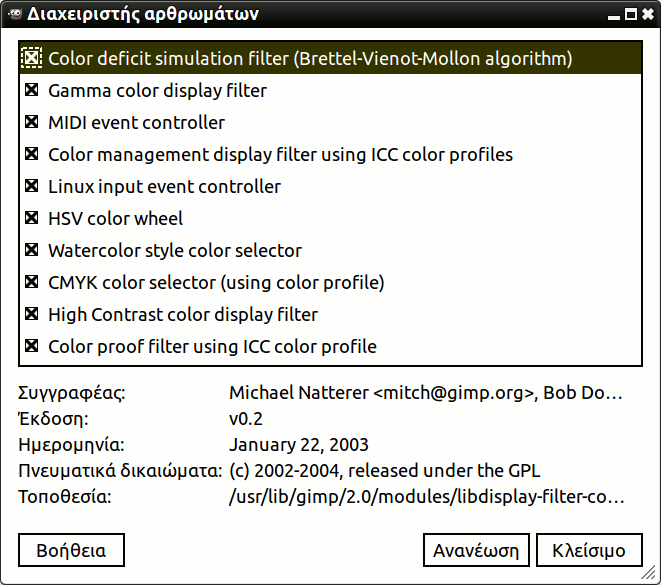 Διαχειριστής αρθρωμάτων
Color deficit simulation filter (Brettel-Vienot-Mollon algorithm)
Gamma color display filter
MIDI event controller
Color management display filter using ICC color profiles
Linux input event controller
HSV color wheel
Watercolor style color selector
CMYK color selector (using color profile)
High Contrast color display filter
Color proof filter using ICC color profile
Συγγραφέας: Michael Natterer <mitch@gimp.org>, Bob Do…
Έκδοση: v0.2
Ημερομηνία: January 22, 2003
Πνευματικά δικαιώματα: (c) 2002-2004, released under the GPL
Τοποθεσία: /usr/lib/gimp/2.0/modules/libdisplay-filter-co…
Βοήθεια Ανανέωση Κλείσιμο